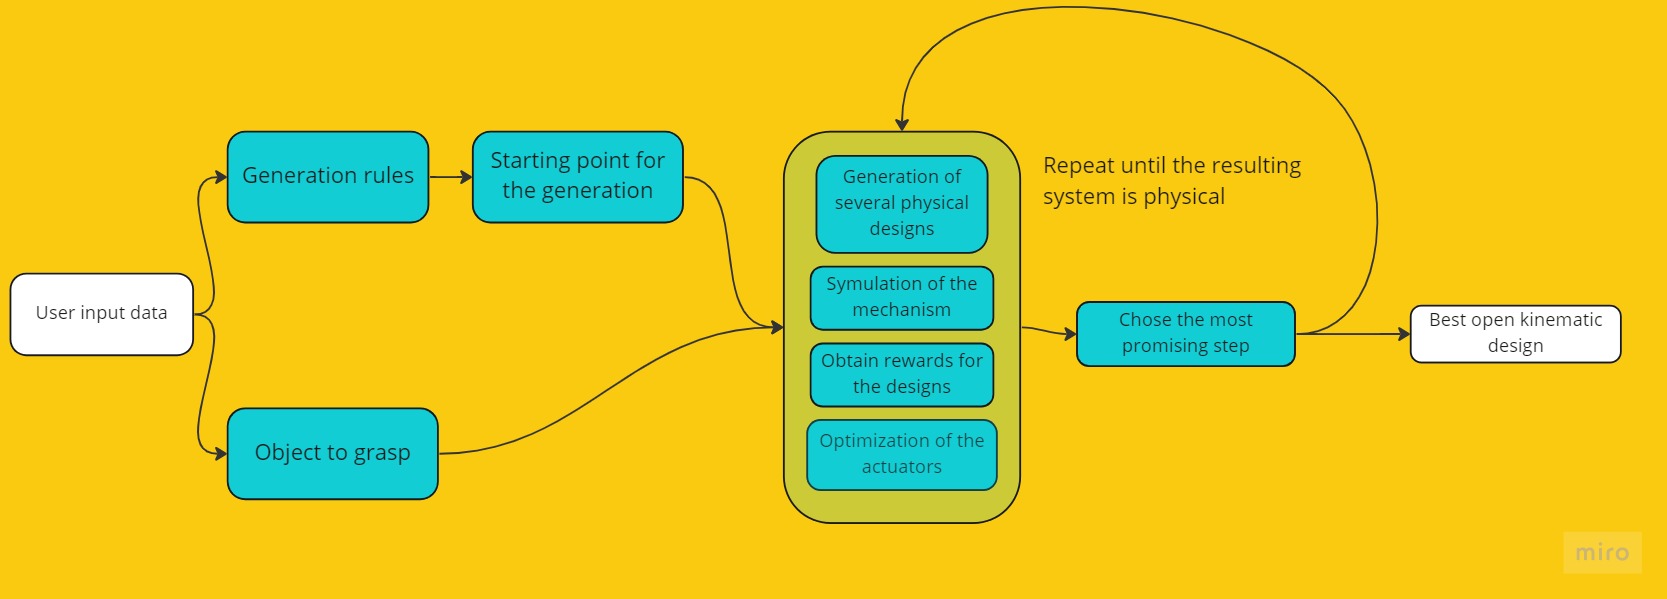 User input data
Generation rules
Starting point for
the generation
Object to grasp
Generation of
several physical
designs
Symulation of the
mechanism
Obtain rewards for
the designs
Optimization of the
actuators
Repeat until the resulting
system is physical
Chose the most
promising step
Best open kinematic
design
miro